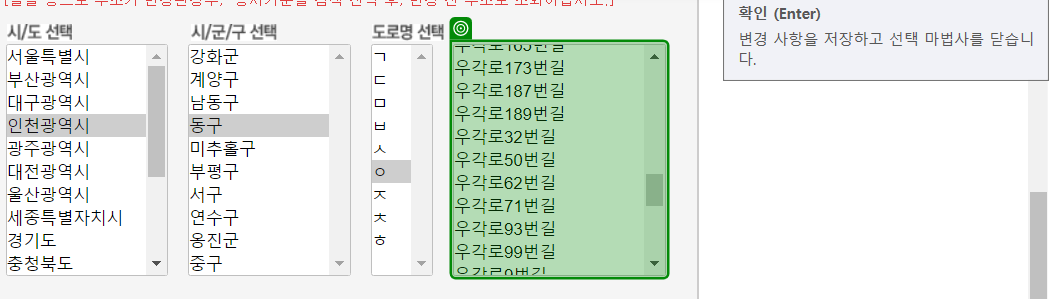 시/도 선택
서울특별시
부산광역시
대구광역시
인천광역시
광주광역시
대전광역시
울산광역시
세종특별자치시
경기도
충청북도
시/군/구 선택
강화군
계양구
남동구
동구
미추홀구
부평구
서구
연수구
옹진군
중구
도로명 선택
ㄱ
ㄷ
ㅁ
ㅂ
ㅅ
ㅇ
ㅈ
ㅊ
ㅎ
우각로173번길
우각로187번길
우각로189번길
우각로32번길
우각로50번길
우각로62번길
우각로71번길
우각로93번길
우각로99번길
우각로9번길
확인 (Enter)
변경 사항을 저장하고 선택 마법사를 닫습니
다.